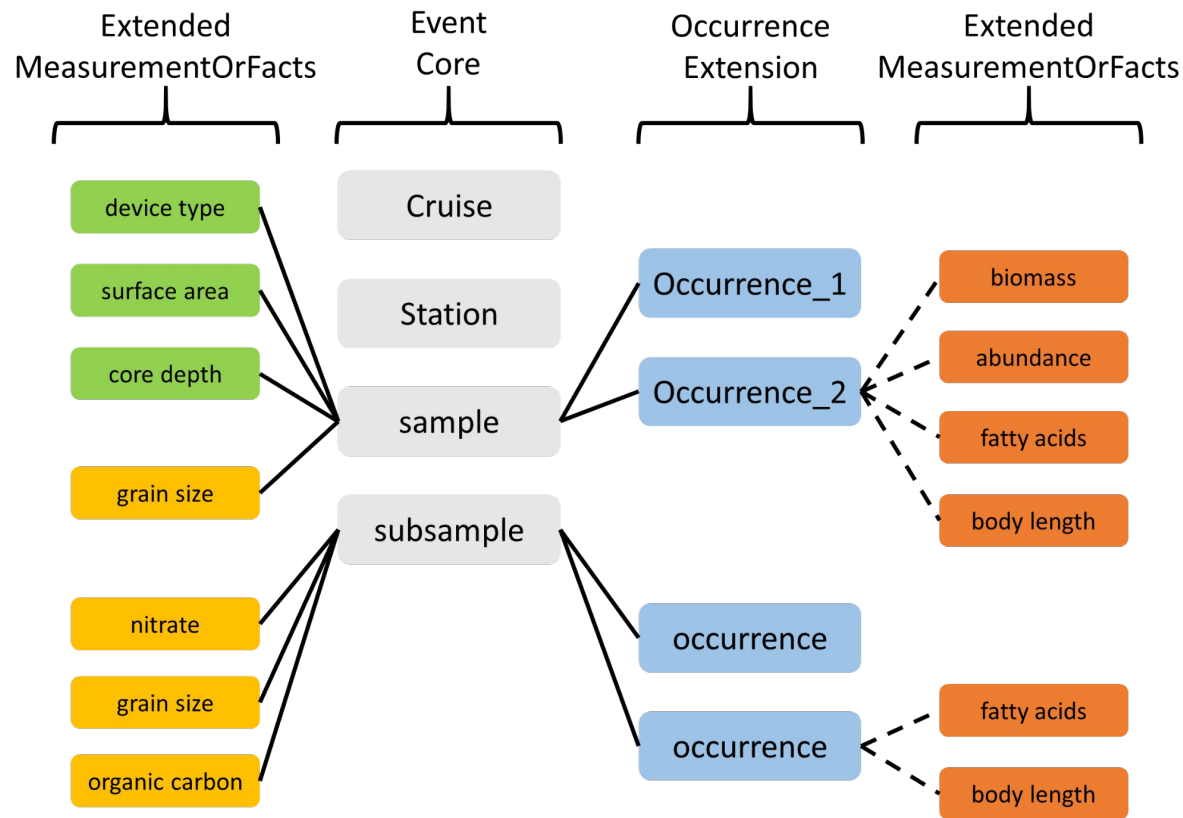 Extended
MeasurementOrFacts
Event
Core
Occurrence
Extension
Extended
MeasurementOrFacts
device type
surface area
core depth
grain size
nitrate
grain size
organic carbon
Cruise
Station
sample
subsample
Occurrence_1
Occurrence_2
occurrence
occurrence
biomass
abundance
fatty acids
body length
fatty acids
body length